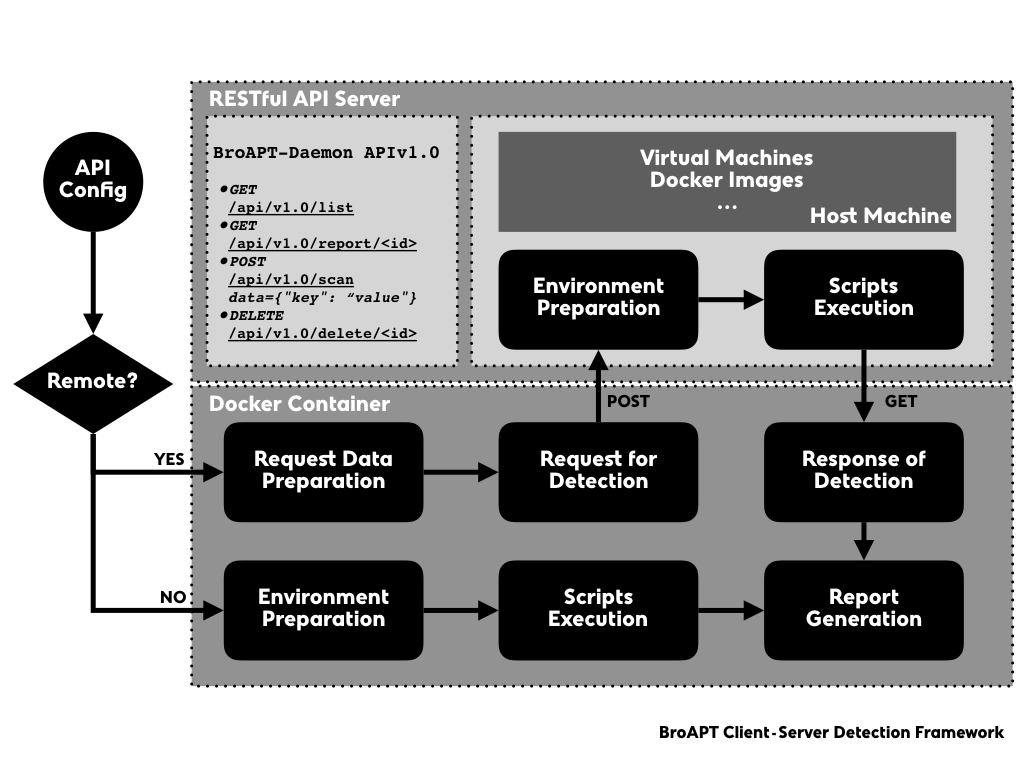 RESTful API Server
API
Config
BroAPT-Daemon APIv1.0
•GET
/api/v1.0/list
•GET
/api/v1.0/report/<id>
•POST
/api/v1.0/scan
data={"key": “value"}
•DELETE
/api/v1.0/delete/<id>
Virtual Machines
Docker Images
...
Host Machine
Environment
Preparation
Scripts
Execution
Remote?
Docker Container
POST
GET
YES
Request Data
Preparation
Request for
Detection
Response of
Detection
NO
Environment
Preparation
Scripts
Execution
Report
Generation
BroAPT Client-Server Detection Framework